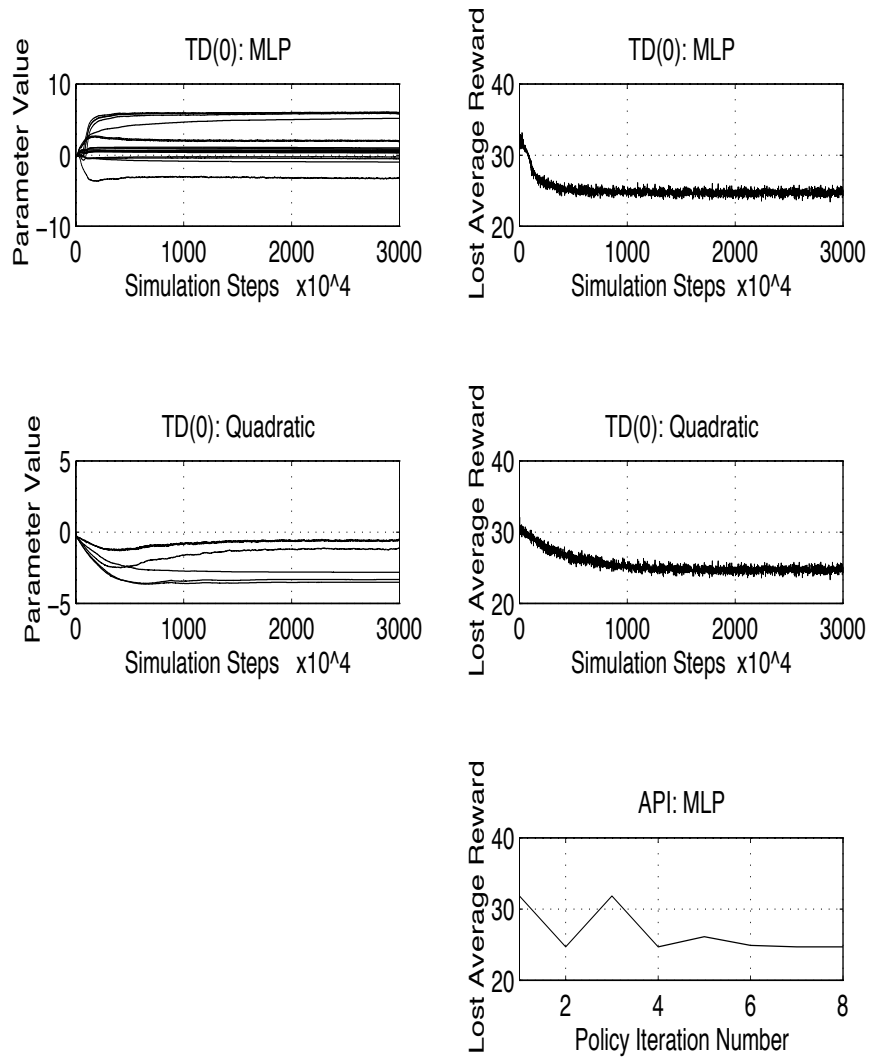 TD(0): MLP
Parameter Value
10
0
−10
0 1000 2000 3000
Simulation Steps x10^4
TD(0): MLP
Lost Average Reward
40
30
20
0 1000 2000 3000
Simulation Steps x10^4
TD(0): Quadratic
Parameter Value
5
0
−5
0 1000 2000 3000
Simulation Steps x10^4
TD(0): Quadratic
Lost Average Reward
40
30
20
0 1000 2000 3000
Simulation Steps x10^4
API: MLP
Lost Average Reward
40
30
20
2 4 6 8
Policy Iteration Number